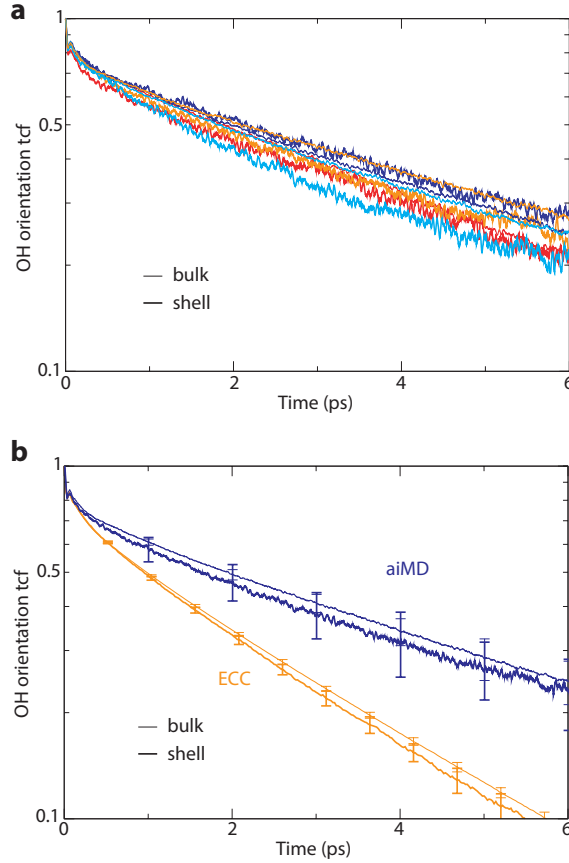 a
1
0.5
0.1
OH orientation tcf
bulk
shell
0
2
4
6
Time (ps)
b
1
0.5
0.1
OH orientation tcf
aiMD
ECC
bulk
shell
0
2
4
6
Time (ps)